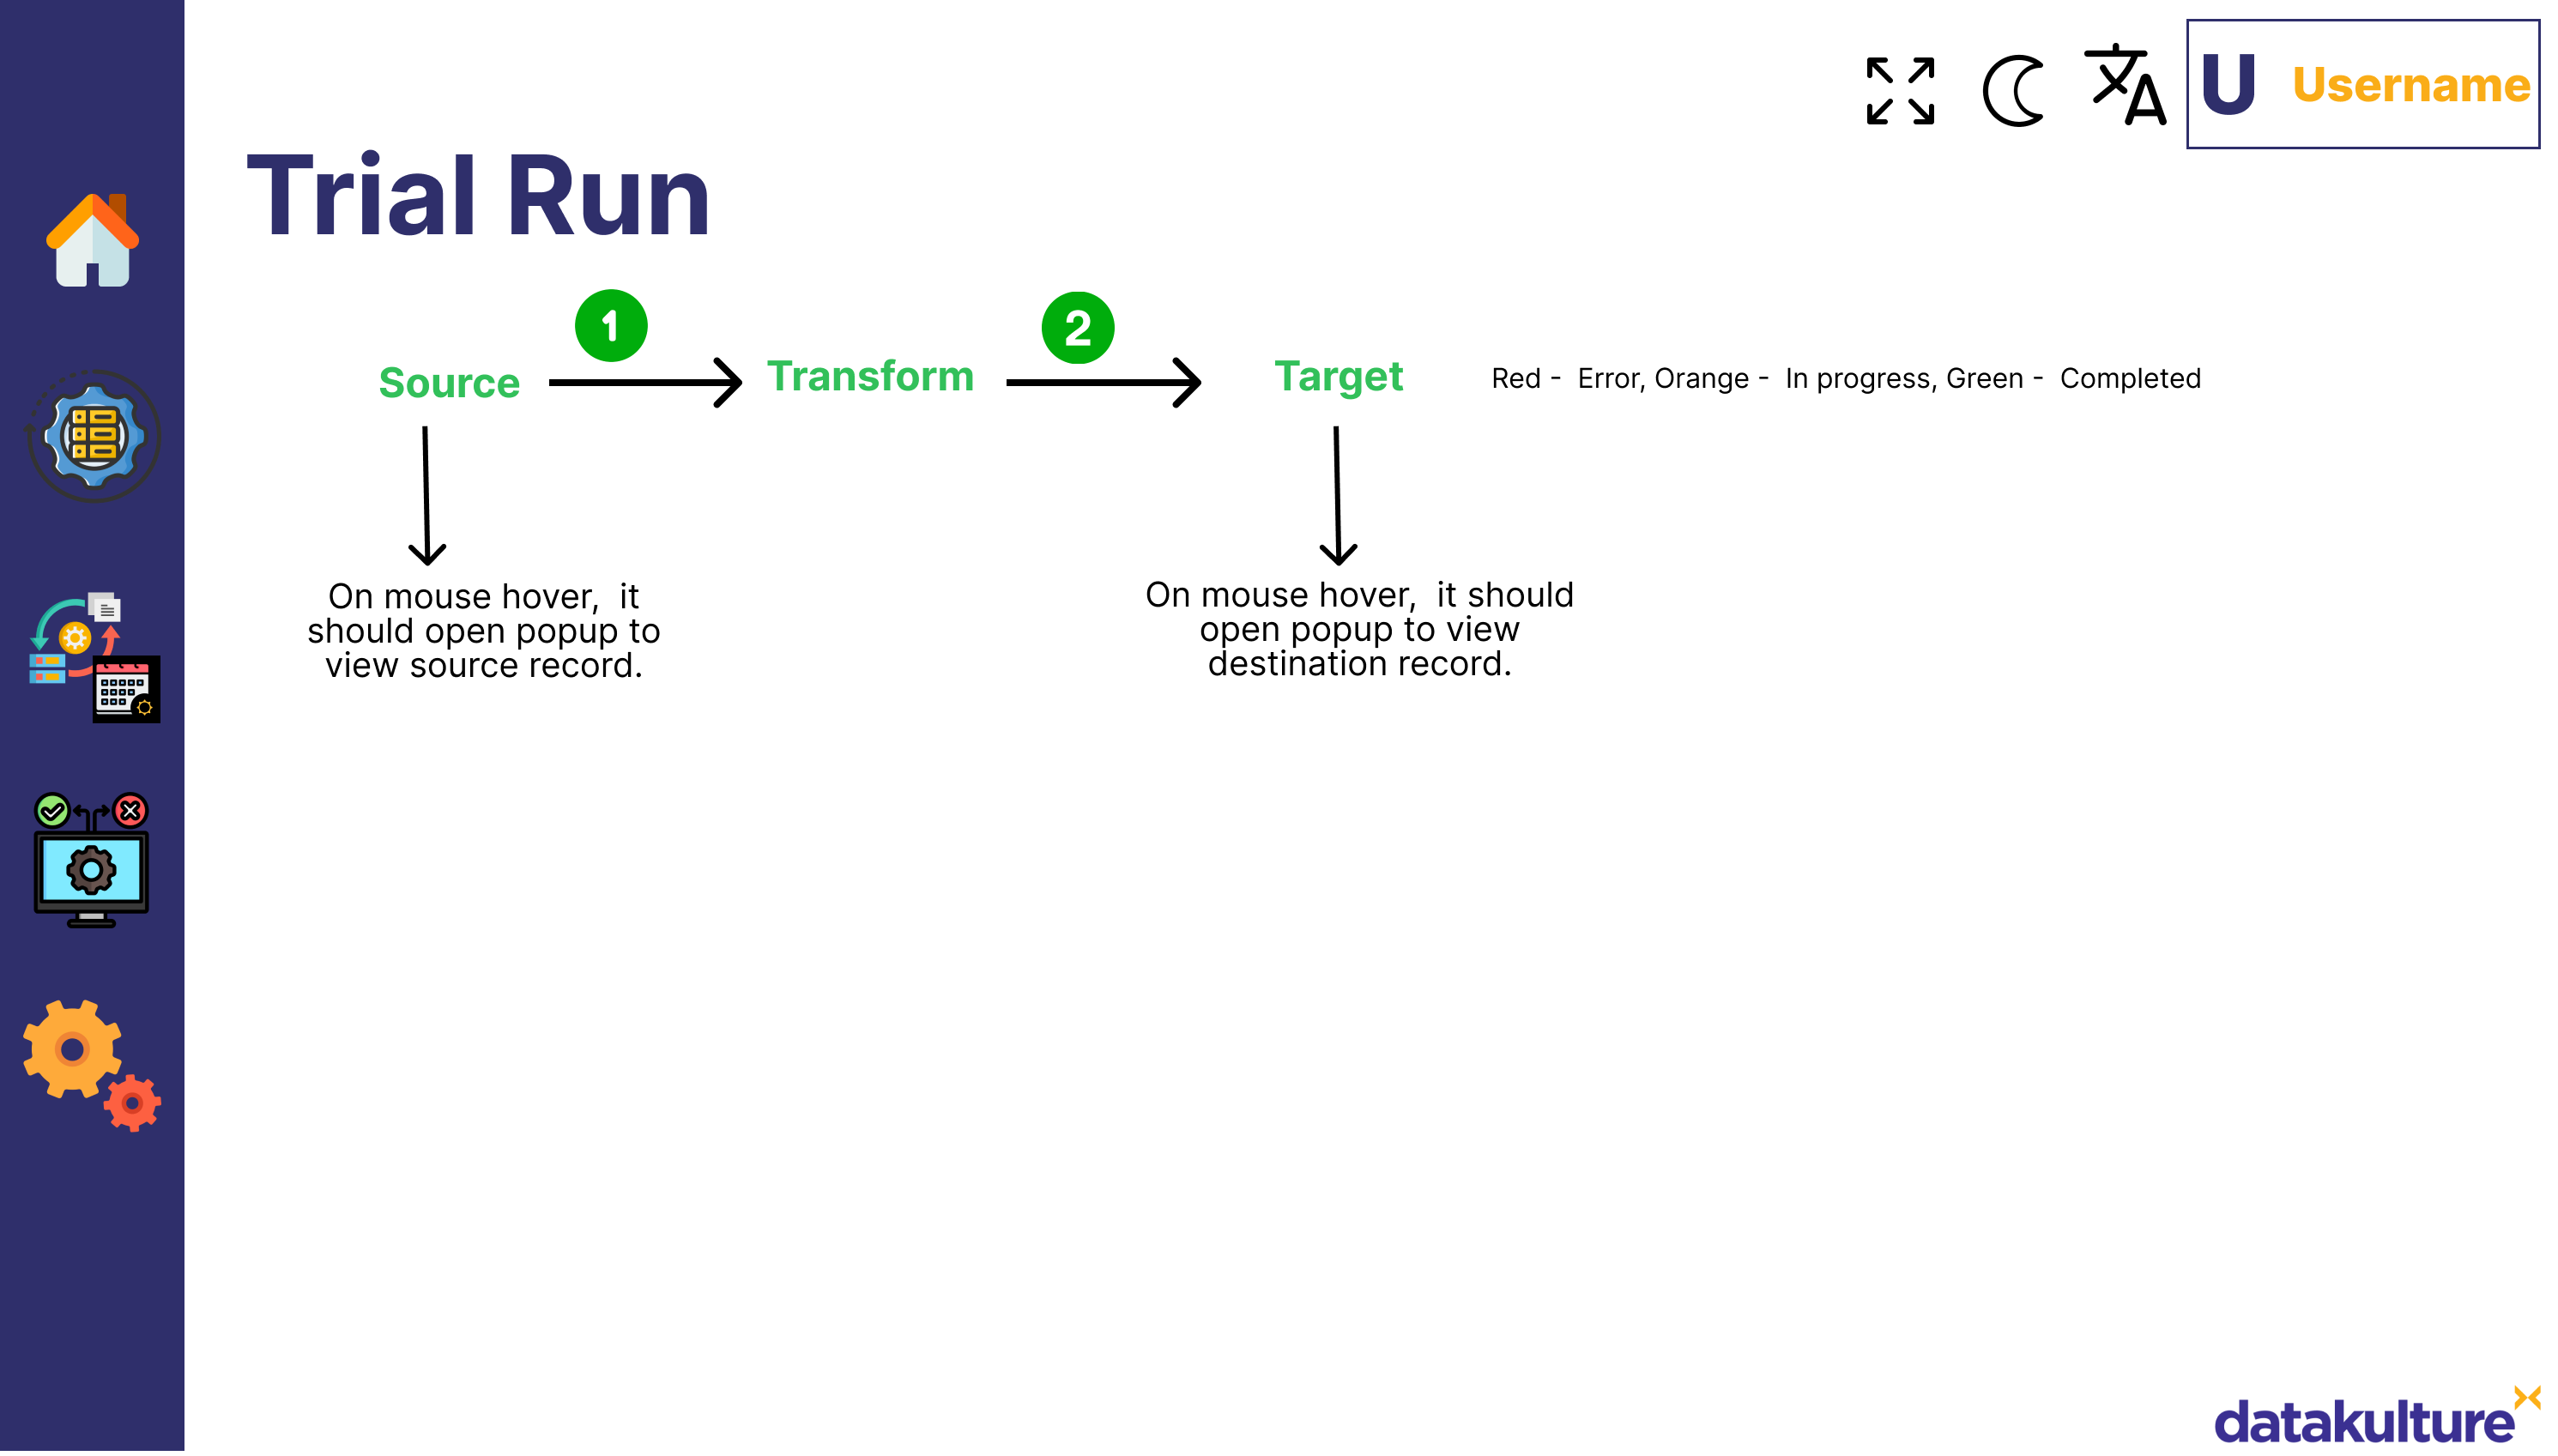 U Username
Trial Run
1 2
Source Transform Target Red - Error, Orange - In progress, Green - Completed
On mouse hover, it
should open popup to
view source record.
On mouse hover, it should
open popup to view
destination record.
datakulture